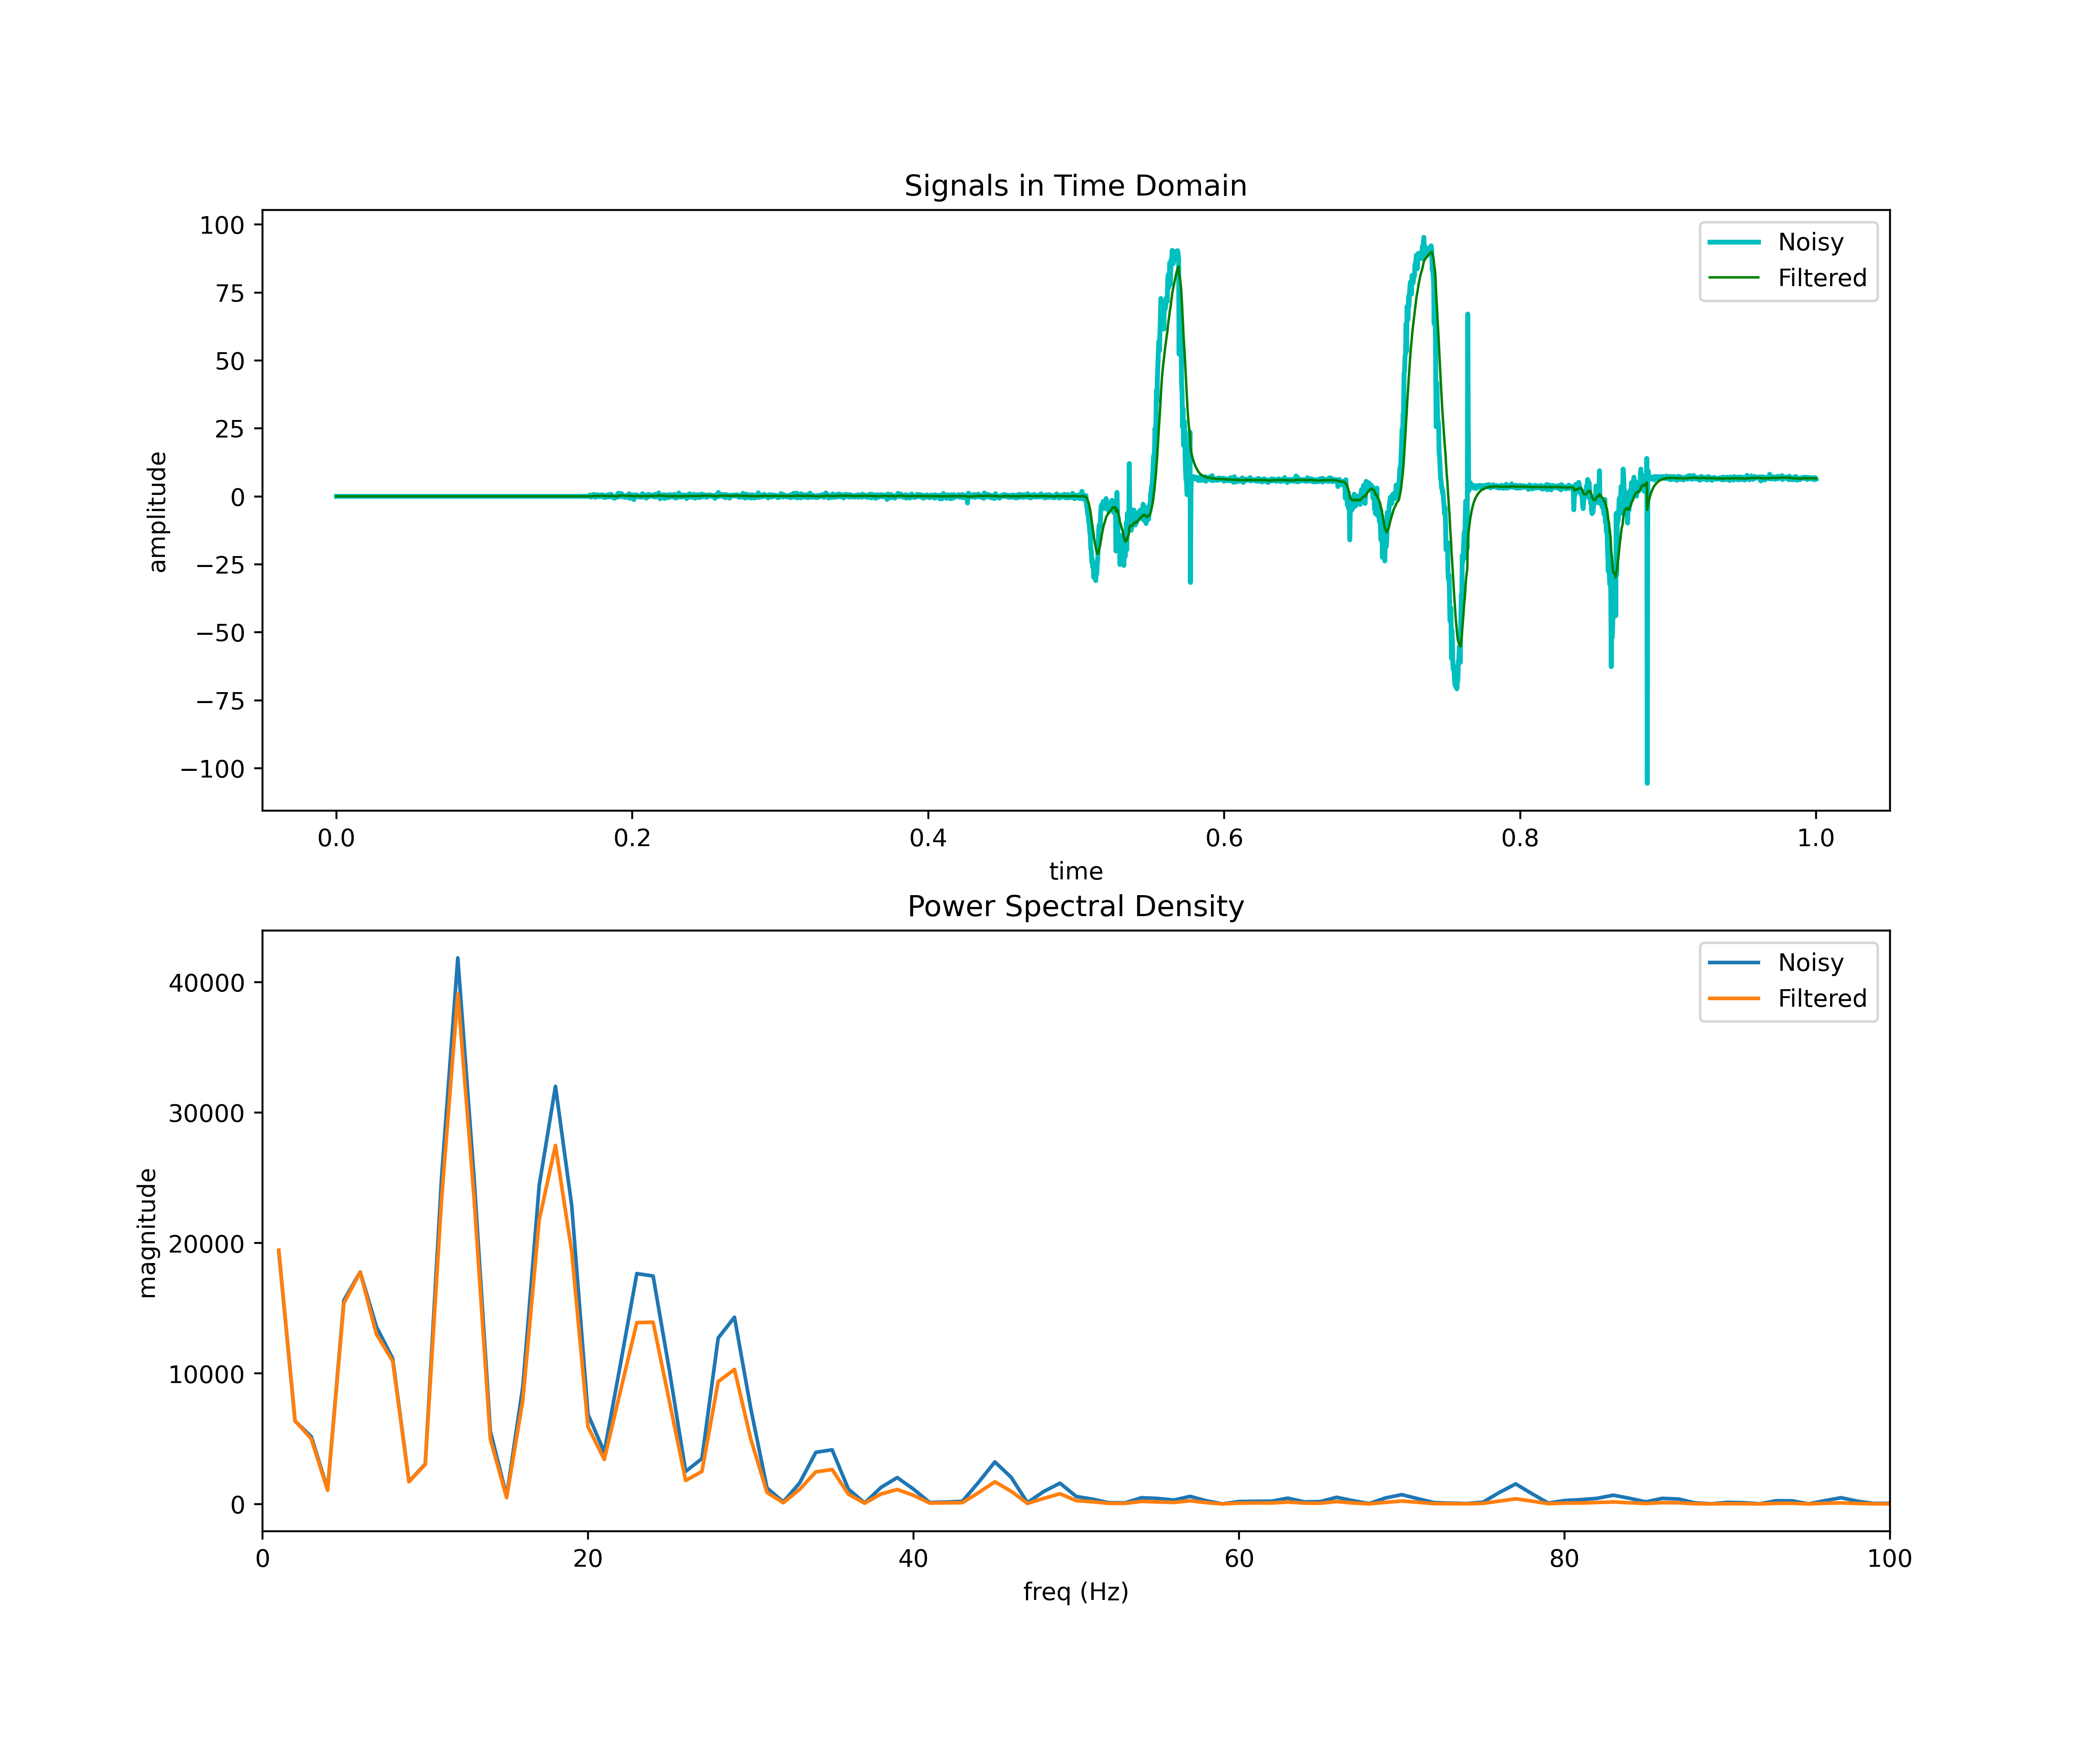 Signals in Time Domain
Noisy
Filtered
amplitude
100
75
50
25
0
−25
−50
−75
−100
0.0 0.2 0.4 0.6 0.8 1.0
time
Power Spectral Density
Noisy
Filtered
magnitude
40000
30000
20000
10000
0
0 20 40 60 80 100
freq (Hz)